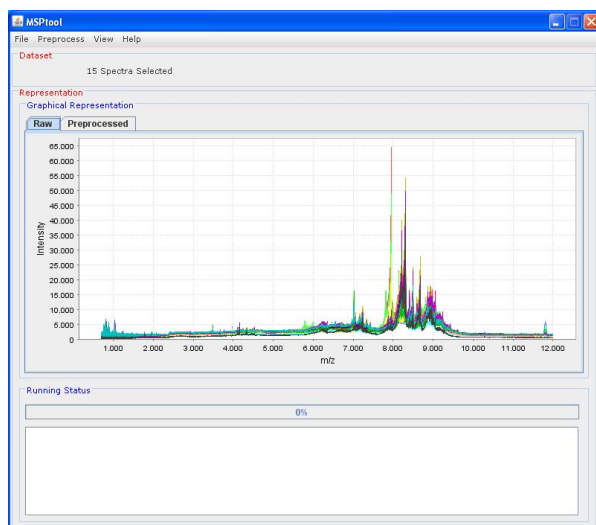 MSPtool
File Preprocess View Help
Dataset
15 Spectra Selected
Representation
Graphical Representation
Raw Preprocessed
65.000
60.000
55.000
50.000
45.000
40.000
35.000
30.000
25.000
20.000
15.000
10.000
5.000
0
Intensity
1.000 2.000 3.000 4.000 5.000 6.000 7.000 8.000 9.000 10.000 11.000 12.000
m/z
Running Status
0%